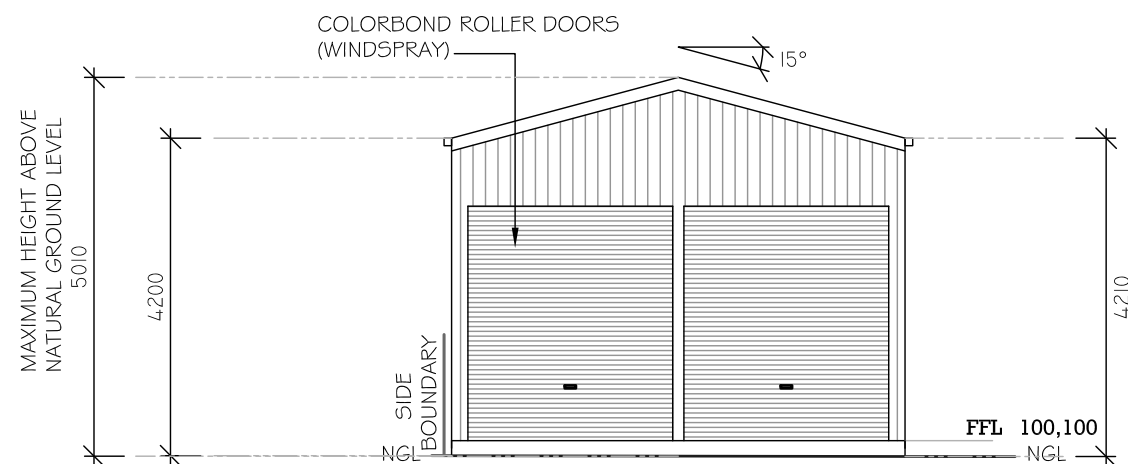 COLORBOND ROLLER DOORS
(WINDSPRAY)
15°
MAXIMUM HEIGHT ABOVE
NATURAL GROUND LEVEL
5010
4200
4210
SIDE
BOUNDARY
FFL 100,100
NGL
NGL